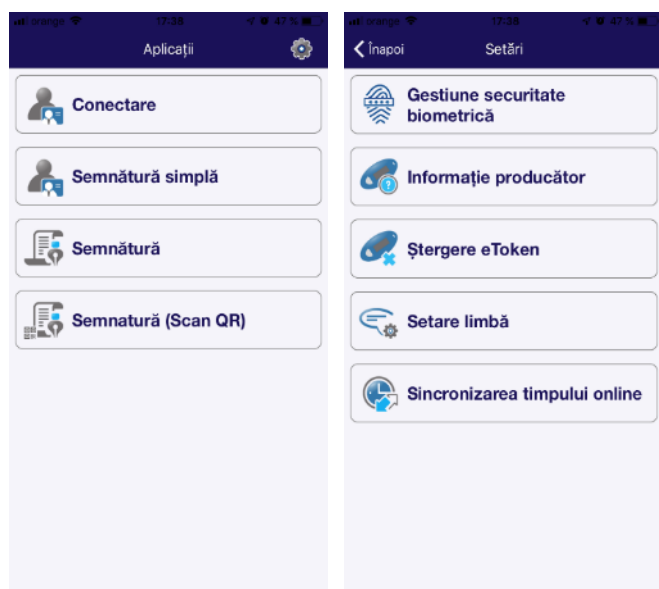 orange 17:38 47 %
Aplicații
Conectare
Semnătură simplă
Semnătură
Semnatură (Scan QR)
orange 17:38 47 %
Înapoi Setări
Gestiune securitate
biometrică
Informație producător
Ștergere eToken
Setare limbă
Sincronizarea timpului online